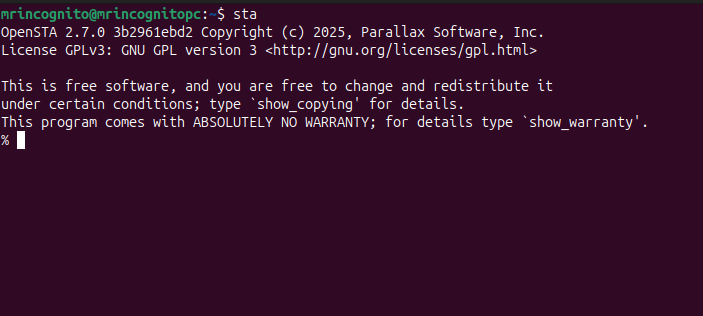 mrincognito@mrincognitopc:~$ sta
OpenSTA 2.7.0 3b2961ebd2 Copyright (c) 2025, Parallax Software, Inc.
License GPLv3: GNU GPL version 3 <http://gnu.org/licenses/gpl.html>

This is free software, and you are free to change and redistribute it
under certain conditions; type `show_copying' for details.
This program comes with ABSOLUTELY NO WARRANTY; for details type `show_warranty'.
%